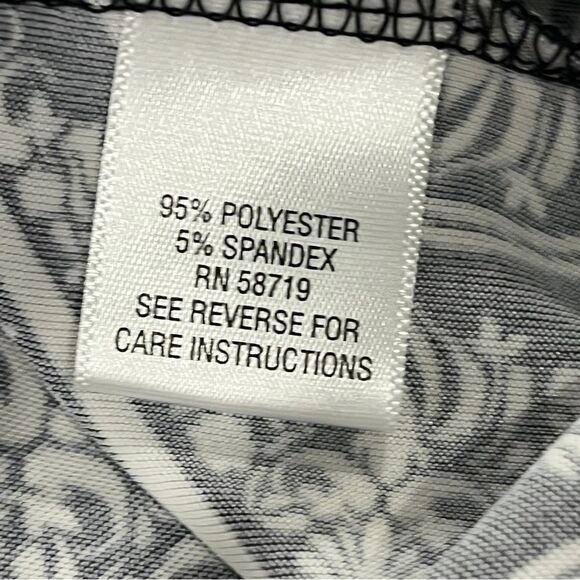 95% POLYESTER
5% SPANDEX
RN 58719
SEE REVERSE FOR
CARE INSTRUCTIONS